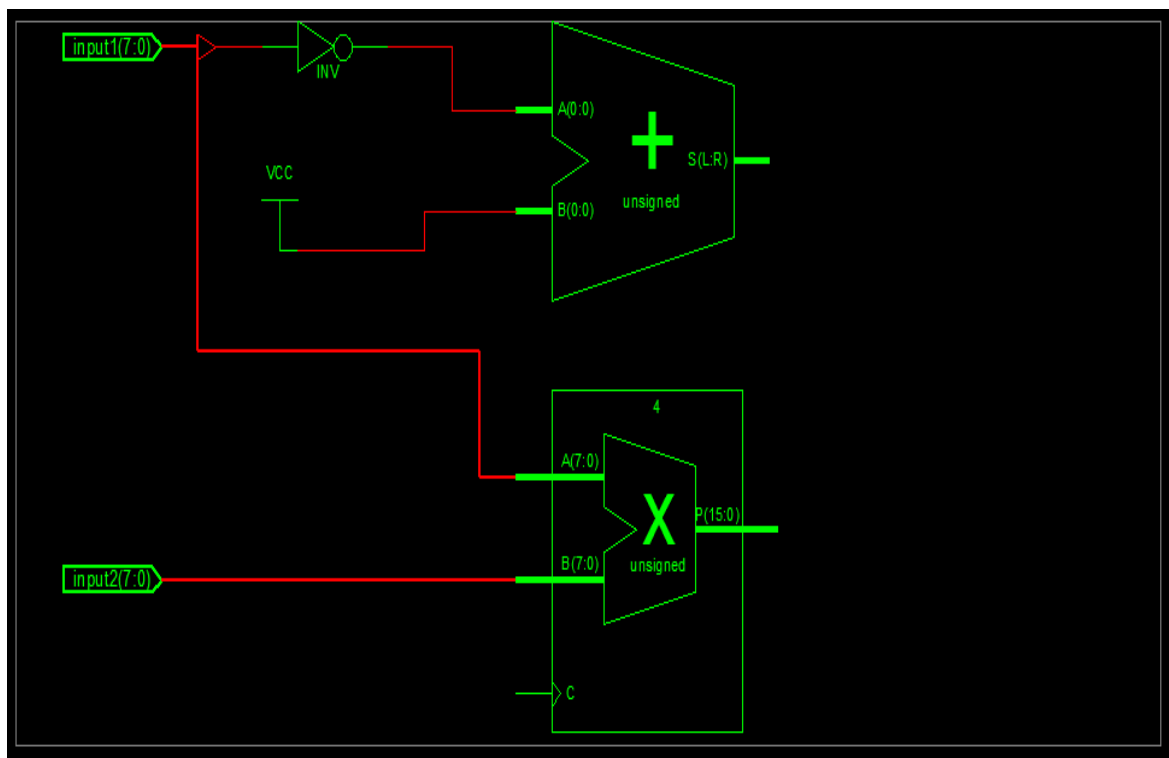 input1(7:0)
INV
A(0:0)
+
S(L:R)
VCC
B(0:0)
unsigned
4
A(7:0)
X
P(15:0)
B(7:0)
unsigned
input2(7:0)
C